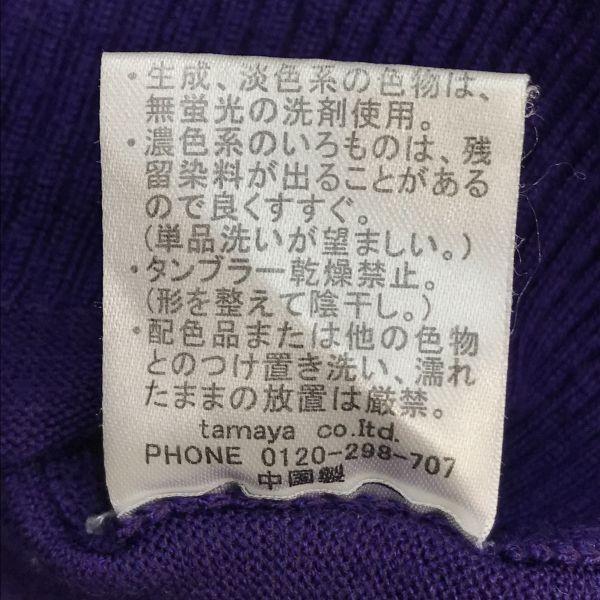 ・生成、淡色系の色物は、
無蛍光の洗剤使用。
・濃色系のいろものは、残
留染料が出ることがある
ので良くすすぐ。
(単品洗いが望ましい。)
・タンブラー乾燥禁止。
(形を整えて陰干し。)
・配色品または他の色物
とのつけ置き洗い、濡れ
たままの放置は厳禁。
tamaya co.ltd.
PHONE 0120-298-707
中国製